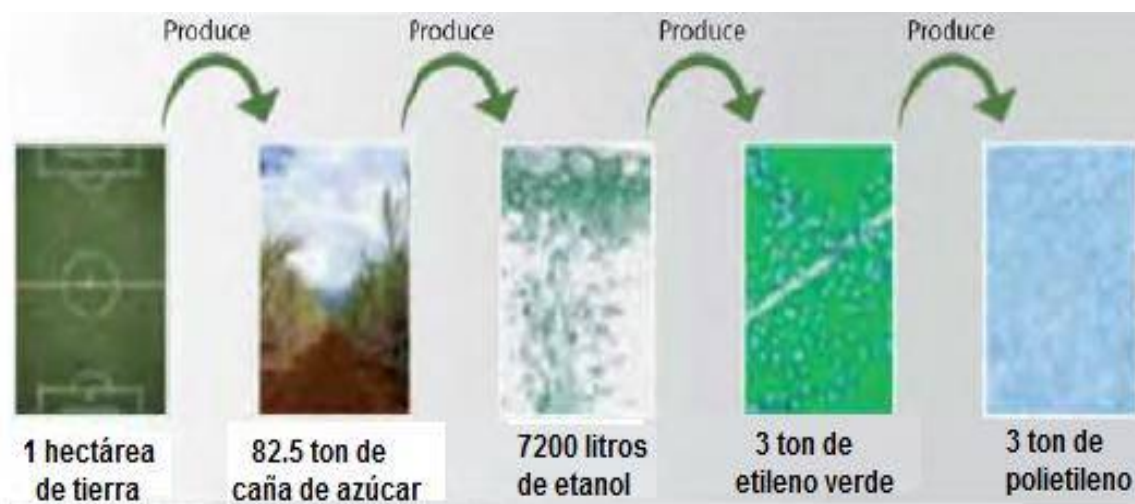 Produce Produce Produce Produce
1 hectárea
de tierra
82.5 ton de
caña de azúcar
7200 litros
de etanol
3 ton de
etileno verde
3 ton de
polietileno